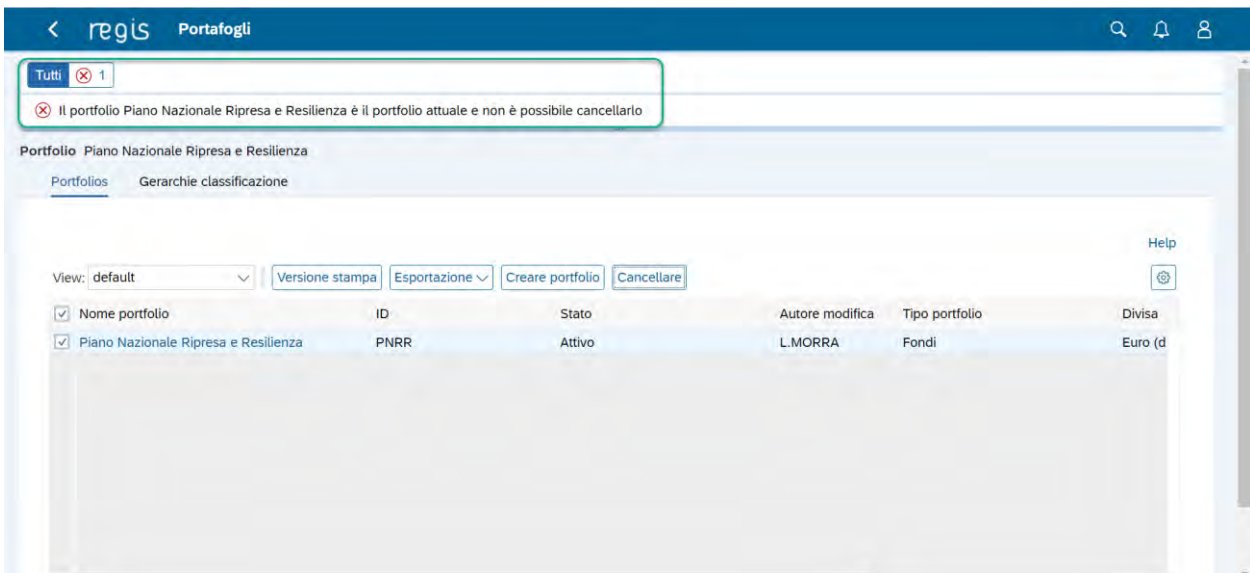 regis Portafogli
Tutti 1
Il portfolio Piano Nazionale Ripresa e Resilienza è il portfolio attuale e non è possibile cancellarlo
Portfolio Piano Nazionale Ripresa e Resilienza
Portfolios Gerarchie classificazione
Help
View: default Versione stampa Esportazione Creare portfolio Cancellare
Nome portfolio ID Stato Autore modifica Tipo portfolio Divisa
Piano Nazionale Ripresa e Resilienza PNRR Attivo L.MORRA Fondi Euro (d